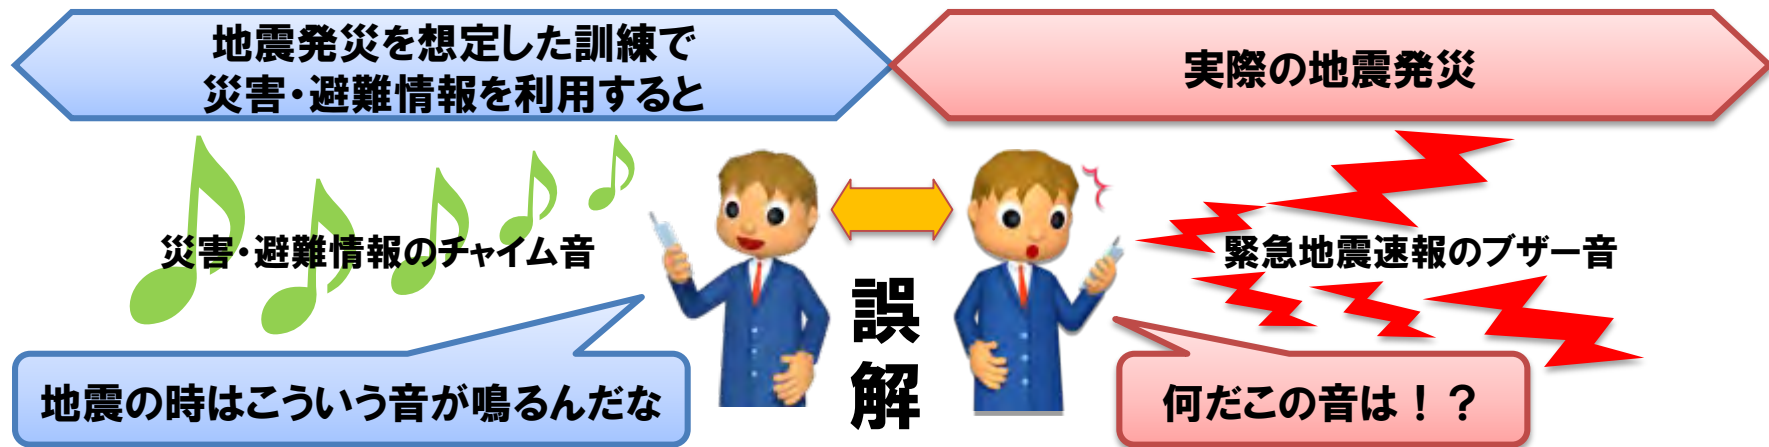 地震発災を想定した訓練で
災害・避難情報を利用すると
実際の地震発災
災害・避難情報のチャイム音
緊急地震速報のブザー音
誤解
地震の時はこういう音が鳴るんだな
何だこの音は！？